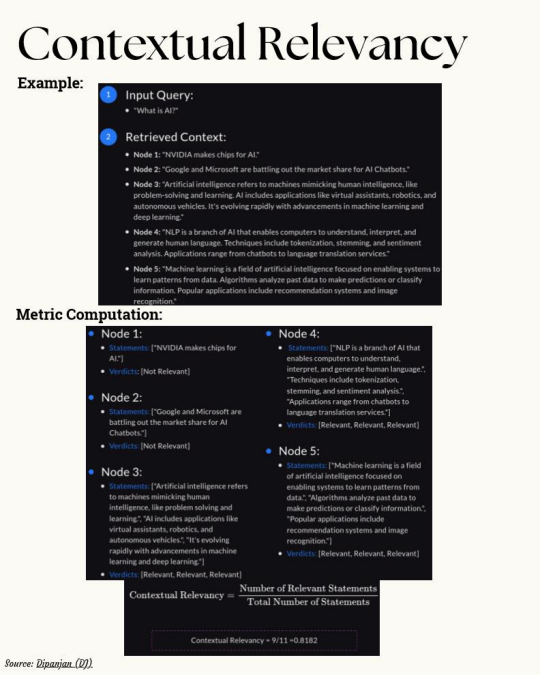 Contextual Relevancy
Example:
1 Input Query:
• "What is AI?"
2 Retrieved Context:
• Node 1: "NVIDIA makes chips for AI."
• Node 2: "Google and Microsoft are battling out the market share for AI Chatbots."
• Node 3: "Artificial intelligence refers to machines mimicking human intelligence, like
problem-solving and learning. AI includes applications like virtual assistants, robotics, and
autonomous vehicles. It's evolving rapidly with advancements in machine learning and
deep learning."
• Node 4: "NLP is a branch of AI that enables computers to understand, interpret, and
generate human language. Techniques include tokenization, stemming, and sentiment
analysis. Applications range from chatbots to language translation services."
• Node 5: "Machine learning is a field of artificial intelligence focused on enabling systems to
learn patterns from data. Algorithms analyze past data to make predictions or classify
information. Popular applications include recommendation systems and image
recognition."
Metric Computation:
• Node 1:
• Statements: ["NVIDIA makes chips for
AI."]
• Verdicts: [Not Relevant]
• Node 2:
• Statements: ["Google and Microsoft are
battling out the market share for AI
Chatbots."]
• Verdicts: [Not Relevant]
• Node 3:
• Statements: ["Artificial intelligence refers
to machines mimicking human
intelligence, like problem solving and
learning.", "AI includes applications like
virtual assistants, robotics, and
autonomous vehicles.", "It's evolving
rapidly with advancements in machine
learning and deep learning."]
• Verdicts: [Relevant, Relevant, Relevant]
• Node 4:
• Statements: ["NLP is a branch of AI that
enables computers to understand,
interpret, and generate human language.",
"Techniques include tokenization,
stemming, and sentiment analysis.",
"Applications range from chatbots to
language translation services."]
• Verdicts: [Relevant, Relevant, Relevant]
• Node 5:
• Statements: ["Machine learning is a field
of artificial intelligence focused on
enabling systems to learn patterns from
data.", "Algorithms analyze past data to
make predictions or classify information.",
"Popular applications include
recommendation systems and image
recognition."]
• Verdicts: [Relevant, Relevant, Relevant]
Contextual Relevancy = Number of Relevant Statements / Total Number of Statements
Contextual Relevancy = 9/11 =0.8182
Source: Dipanjan (DJ)